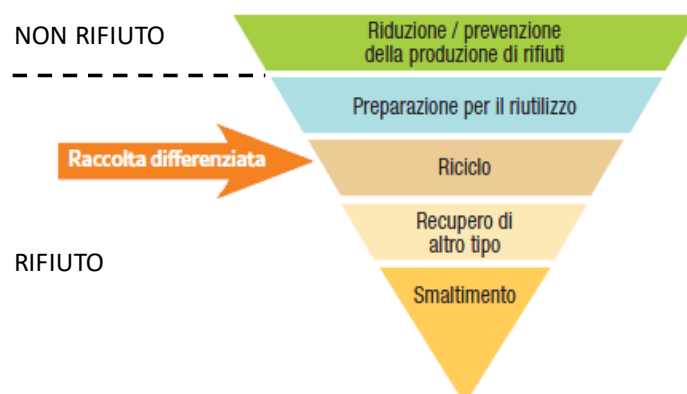 NON RIFIUTO
Riduzione / prevenzione
della produzione di rifiuti
Preparazione per il riutilizzo
Raccolta differenziata
Riciclo
Recupero di
altro tipo
RIFIUTO
Smaltimento